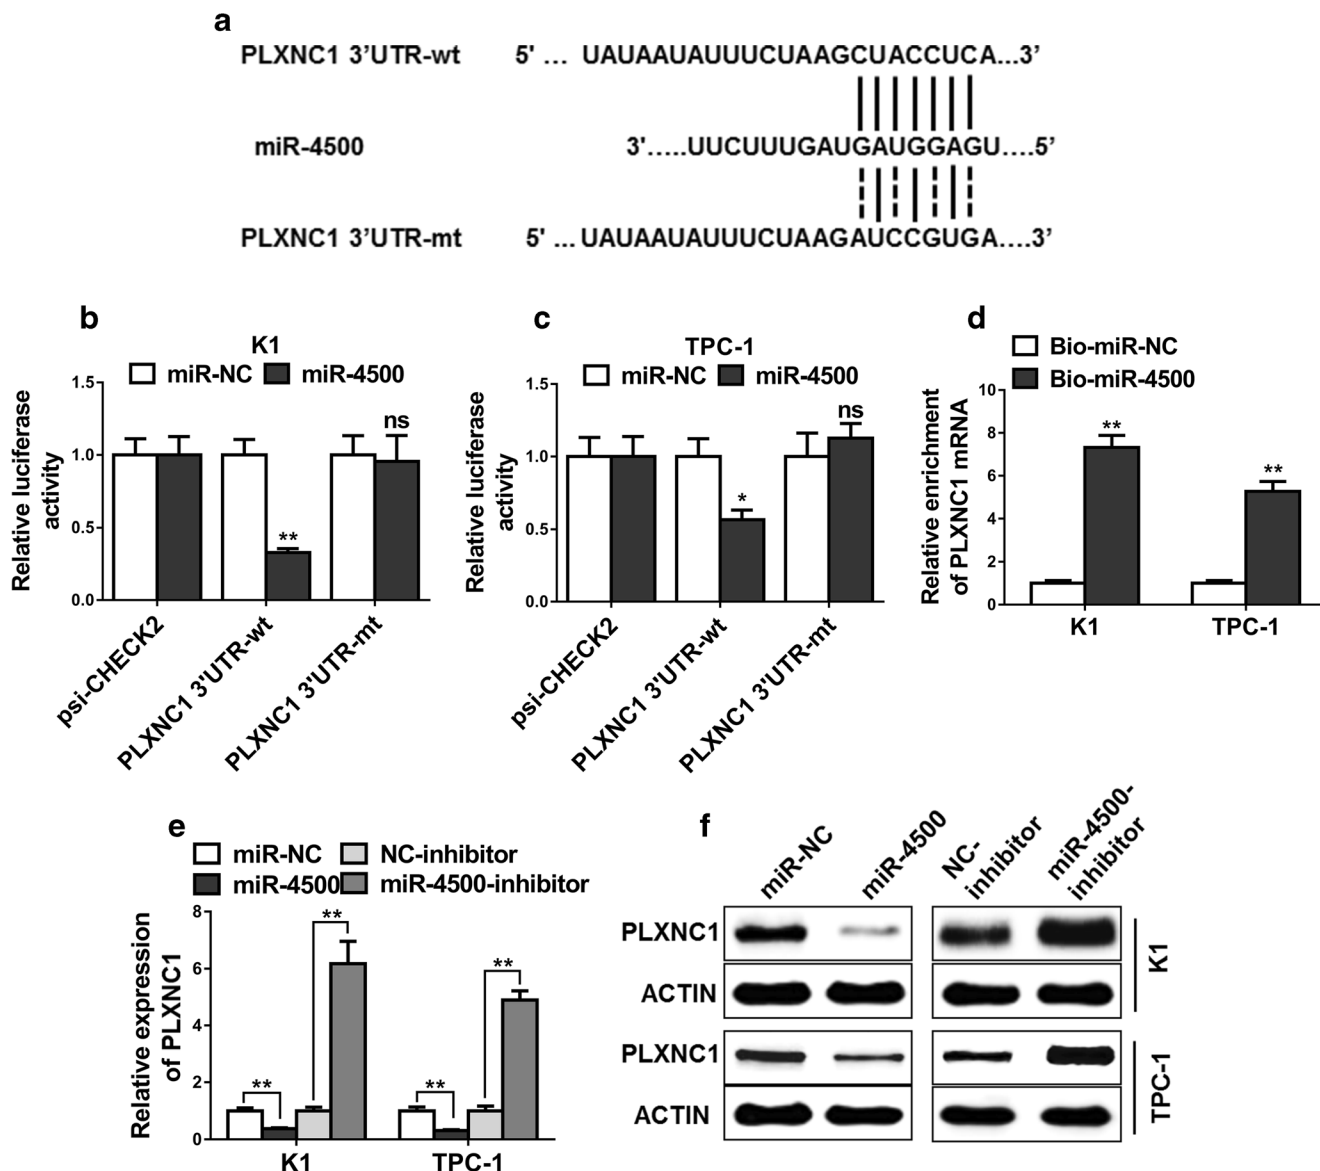 a
PLXNC1 3’UTR-wt 5' ... UAUAAUAUUUCUAAGCUACCUCA...3’
miR-4500 3'.....UUCUUUGAUGAUGGAGU....5’
PLXNC1 3’UTR-mt 5' ...UAUAAUAUUUCUAAGAUCCGUGA....3’
b
K1
miR-NC miR-4500
Relative luciferase
activity
1.5
1.0
0.5
0.0
**
ns
psi-CHECK2
PLXNC1 3'UTR-wt
PLXNC1 3'UTR-mt
c
TPC-1
miR-NC miR-4500
Relative luciferase
activity
1.5
1.0
0.5
0.0
*
ns
psi-CHECK2
PLXNC1 3'UTR-wt
PLXNC1 3'UTR-mt
d
Bio-miR-NC
Bio-miR-4500
Relative enrichment
of PLXNC1 mRNA
10
8
6
4
2
0
**
**
K1 TPC-1
e
miR-NC NC-inhibitor
miR-4500 miR-4500-inhibitor
Relative expression
of PLXNC1
8
6
4
2
0
**
**
**
**
K1 TPC-1
f
miR-NC
miR-4500
NC-
inhibitor
miR-4500-
inhibitor
PLXNC1
ACTIN
K1
PLXNC1
ACTIN
TPC-1